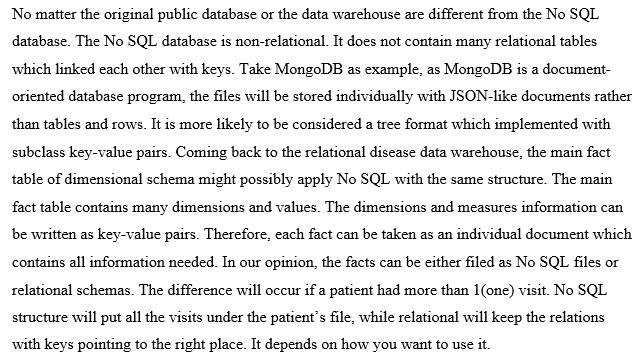 No matter the original public database or the data warehouse are different from the No SQL
database. The No SQL database is non-relational. It does not contain many relational tables
which linked each other with keys. Take MongoDB as example, as MongoDB is a document-
oriented database program, the files will be stored individually with JSON-like documents rather
than tables and rows. It is more likely to be considered a tree format which implemented with
subclass key-value pairs. Coming back to the relational disease data warehouse, the main fact
table of dimensional schema might possibly apply No SQL with the same structure. The main
fact table contains many dimensions and values. The dimensions and measures information can
be written as key-value pairs. Therefore, each fact can be taken as an individual document which
contains all information needed. In our opinion, the facts can be either filed as No SQL files or
relational schemas. The difference will occur if a patient had more than 1(one) visit. No SQL
structure will put all the visits under the patient’s file, while relational will keep the relations
with keys pointing to the right place. It depends on how you want to use it.